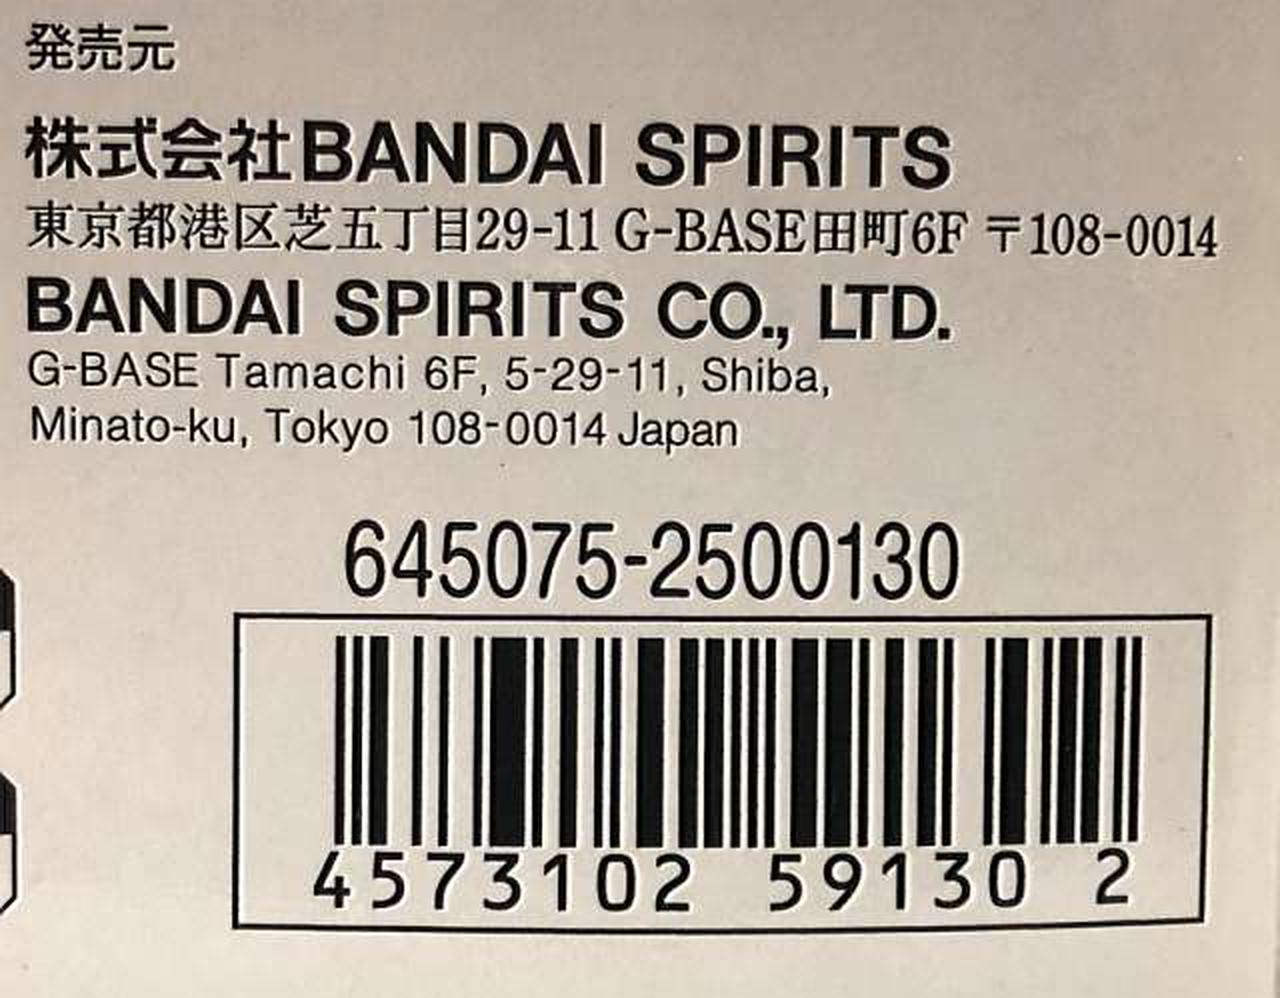 発売元
株式会社BANDAI SPIRITS
東京都港区芝五丁目29-11 G-BASE田町6F 〒108-0014
BANDAI SPIRITS CO., LTD.
G-BASE Tamachi 6F, 5-29-11, Shiba,
Minato-ku, Tokyo 108-0014 Japan
645075-2500130
4573102 59130 2